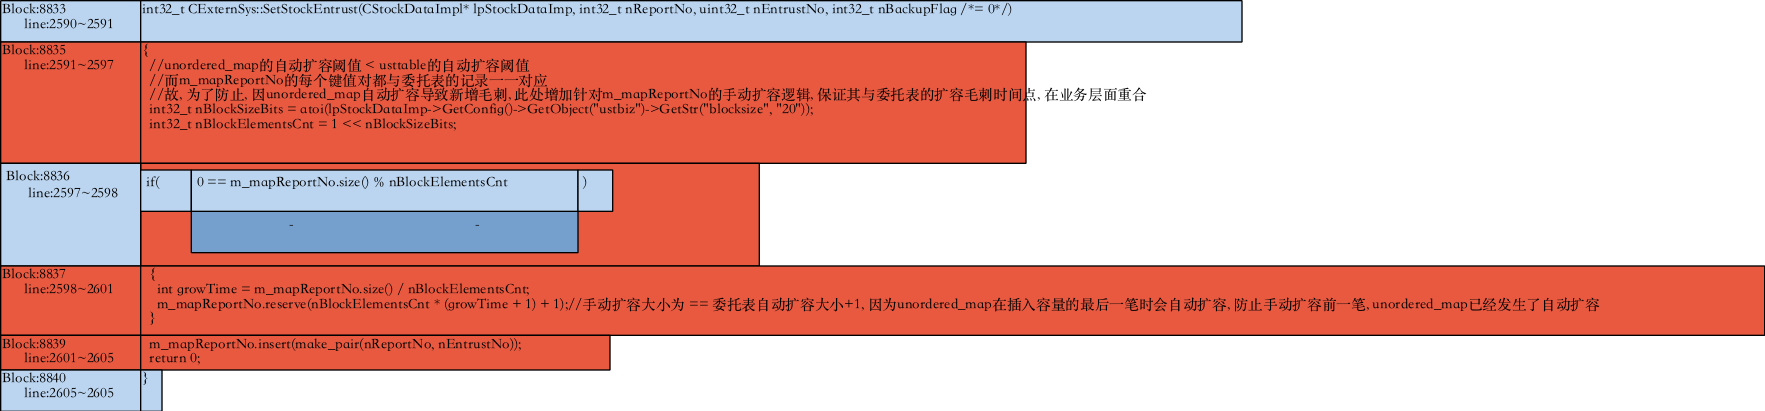 Block:8833
line:2590~2591
int32_t CExternSys::SetStockEntrust(CStockDataImpl* lpStockDataImp, int32_t nReportNo, uint32_t nEntrustNo, int32_t nBackupFlag /*= 0*/)
Block:8835
line:2591~2597
{
//unordered_map的自动扩容阈值 < usttable的自动扩容阈值
//而m_mapReportNo的每个键值对都与委托表的记录一一对应
//故, 为了防止, 因unordered_map自动扩容导致新增毛刺, 此处增加针对m_mapReportNo的手动扩容逻辑, 保证其与委托表的扩容毛刺时间点, 在业务层面重合
int32_t nBlockSizeBits = atoi(lpStockDataImp->GetConfig()->GetObject("ustbiz")->GetStr("blocksize", "20"));
int32_t nBlockElementsCnt = 1 << nBlockSizeBits;
Block:8836
line:2597~2598
if( 0 == m_mapReportNo.size() % nBlockElementsCnt )
- -
Block:8837
line:2598~2601
{
int growTime = m_mapReportNo.size() / nBlockElementsCnt;
m_mapReportNo.reserve(nBlockElementsCnt * (growTime + 1) + 1);//手动扩容大小为 == 委托表自动扩容大小+1, 因为unordered_map在插入容量的最后一笔时会自动扩容, 防止手动扩容前一笔, unordered_map已经发生了自动扩容
}
Block:8839
line:2601~2605
m_mapReportNo.insert(make_pair(nReportNo, nEntrustNo));
return 0;
Block:8840
line:2605~2605
}